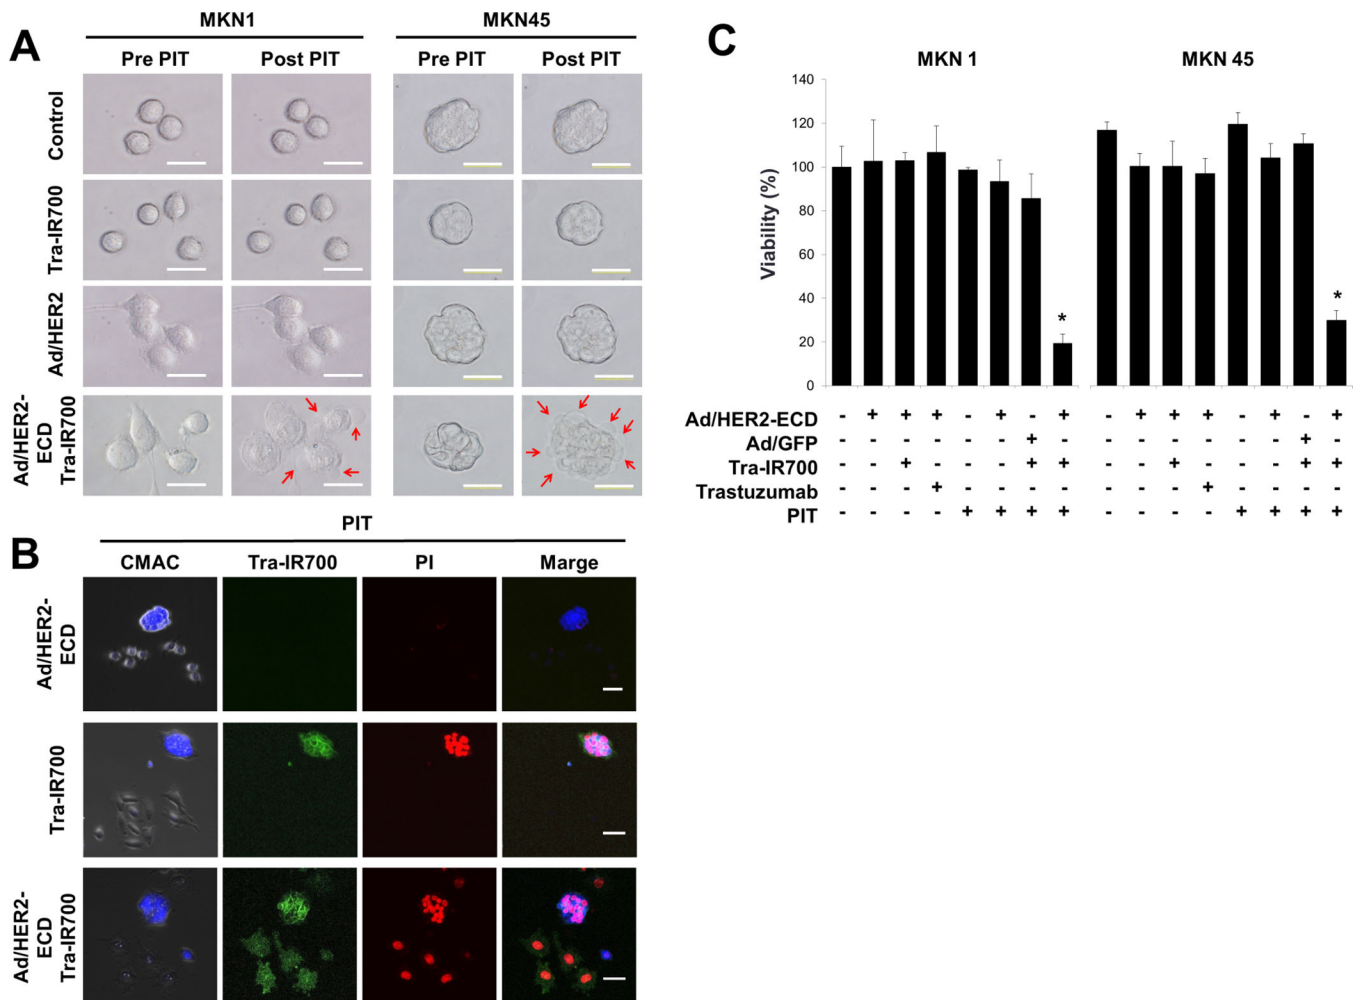 A
MKN1
MKN45
Pre PIT
Post PIT
Pre PIT
Post PIT
Control
Tra-IR700
Ad/HER2
Ad/HER2-
ECD
Tra-IR700
B
PIT
CMAC
Tra-IR700
PI
Marge
Ad/HER2-
ECD
Tra-IR700
Ad/HER2-
ECD
Tra-IR700
C
MKN 1
MKN 45
Viability (%)
140
120
100
80
60
40
20
0
*
*
Ad/HER2-ECD - + + + - + - + - + + + - + - +
Ad/GFP - - - - - - + - - - - - - - + -
Tra-IR700 - - + - - - + + - - + - - - + +
Trastuzumab - - - + - - - - - - - + - - - -
PIT - - - - + + + + - - - - + + + +